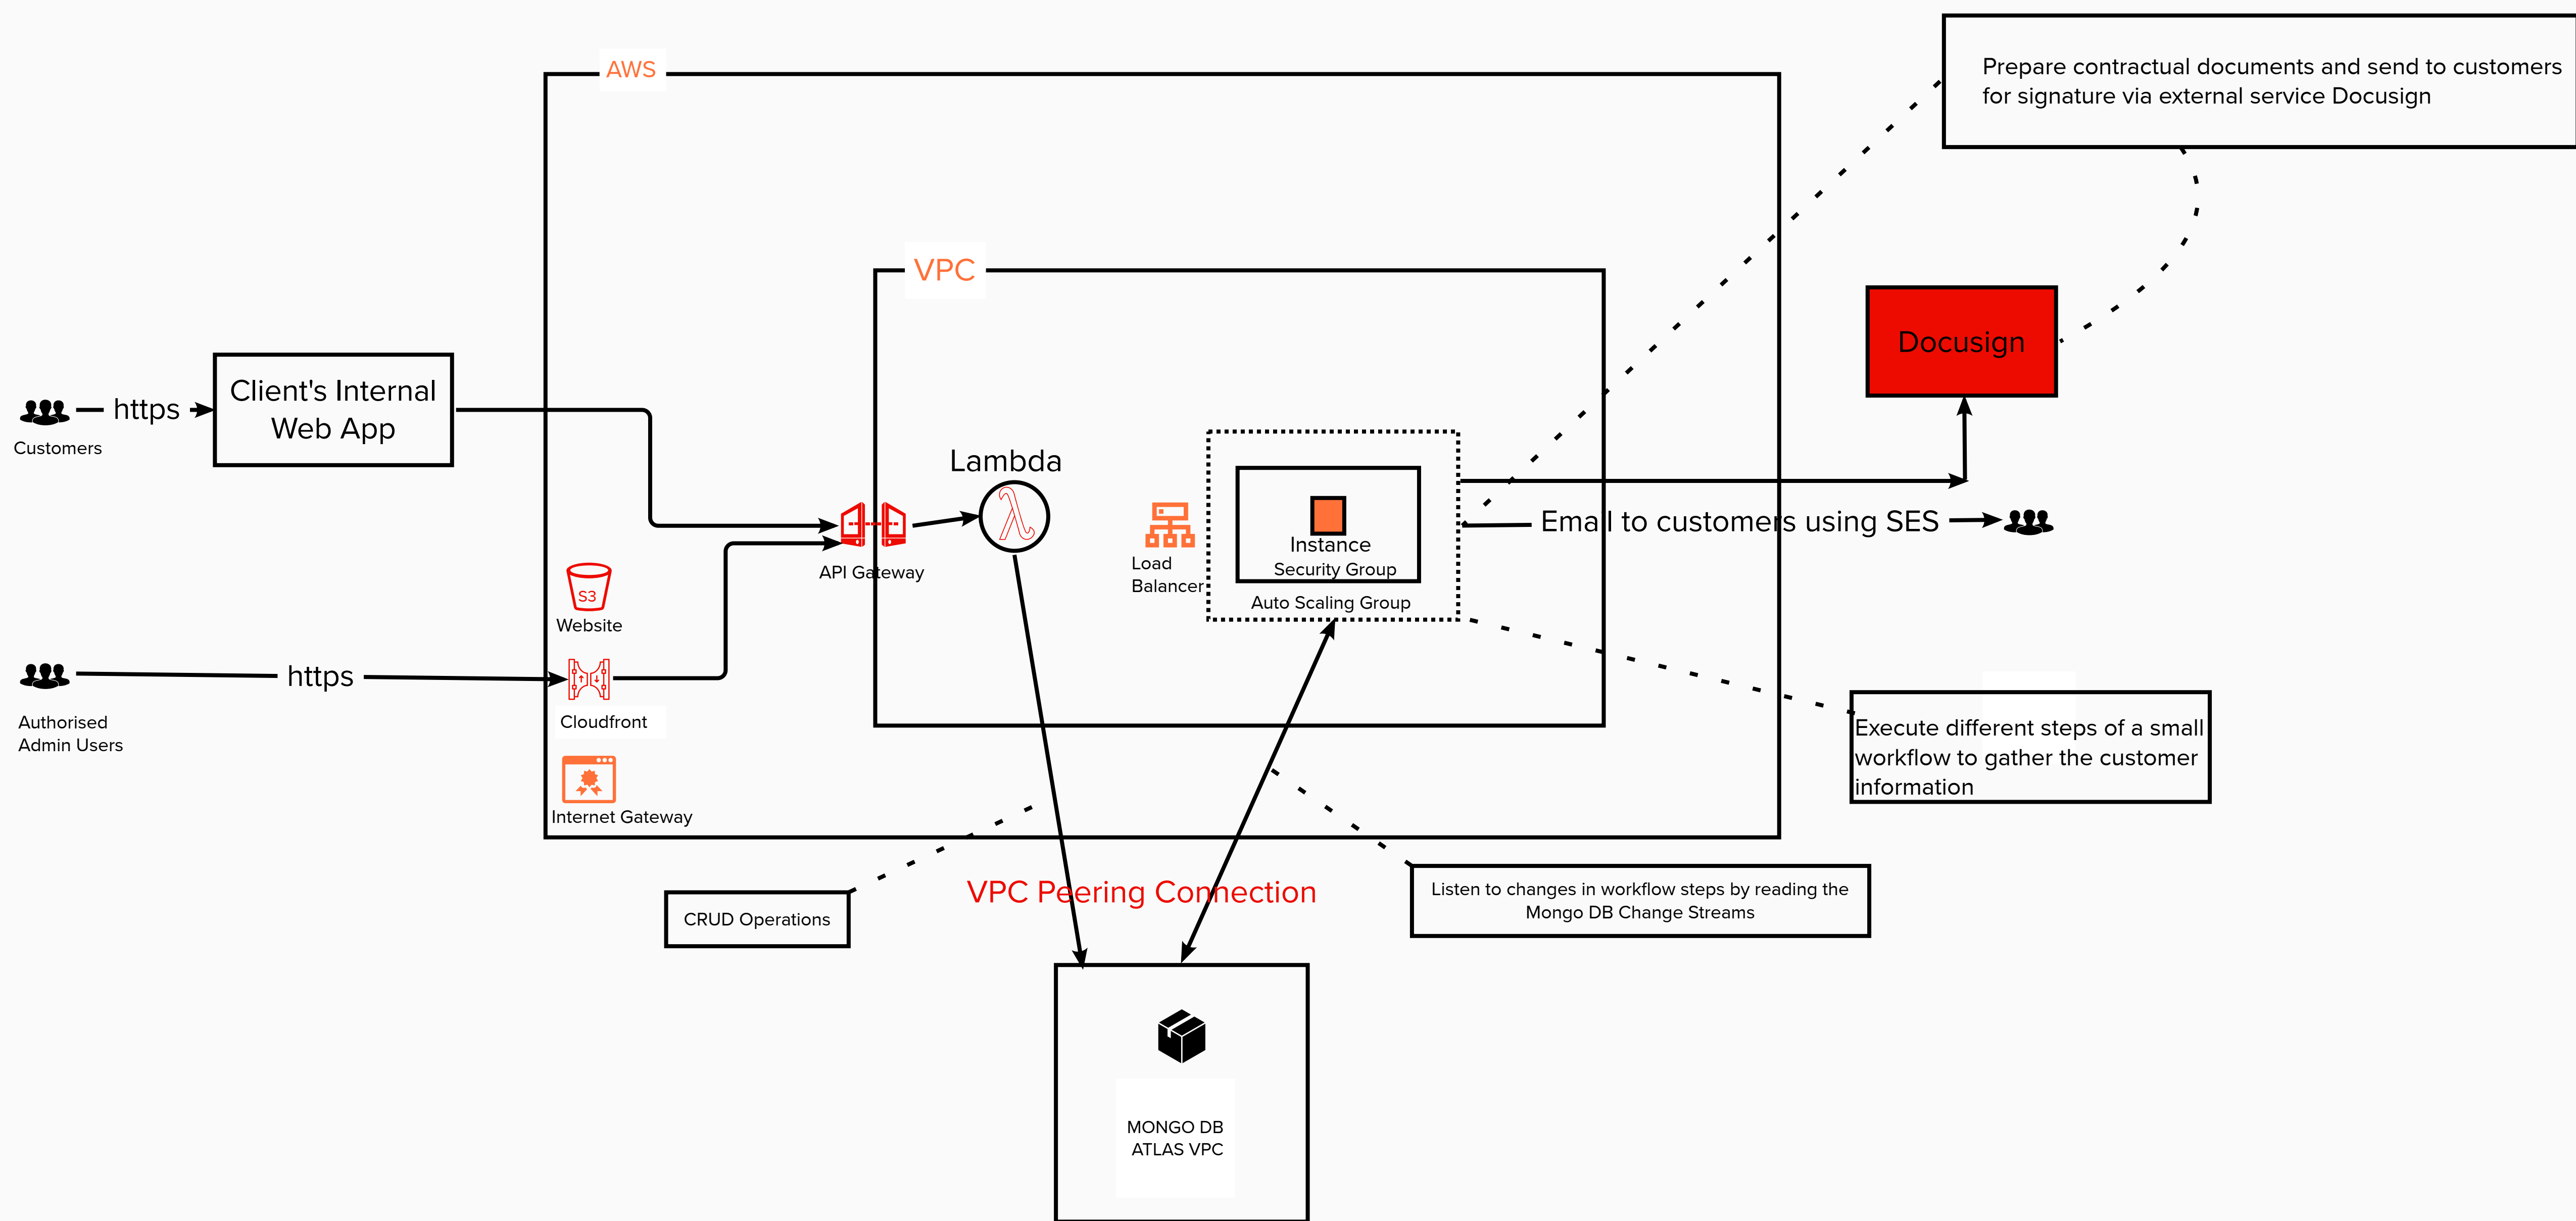 AWS
Prepare contractual documents and send to customers
for signature via external service Docusign
VPC
Docusign
Client's Internal
Web App
https
Customers
Lambda
Email to customers using SES
Instance
Security Group
Load
Balancer
Auto Scaling Group
API Gateway
S3
Website
https
Cloudfront
Authorised
Admin Users
Execute different steps of a small
workflow to gather the customer
information
Internet Gateway
VPC Peering Connection
Listen to changes in workflow steps by reading the
Mongo DB Change Streams
CRUD Operations
MONGO DB
ATLAS VPC